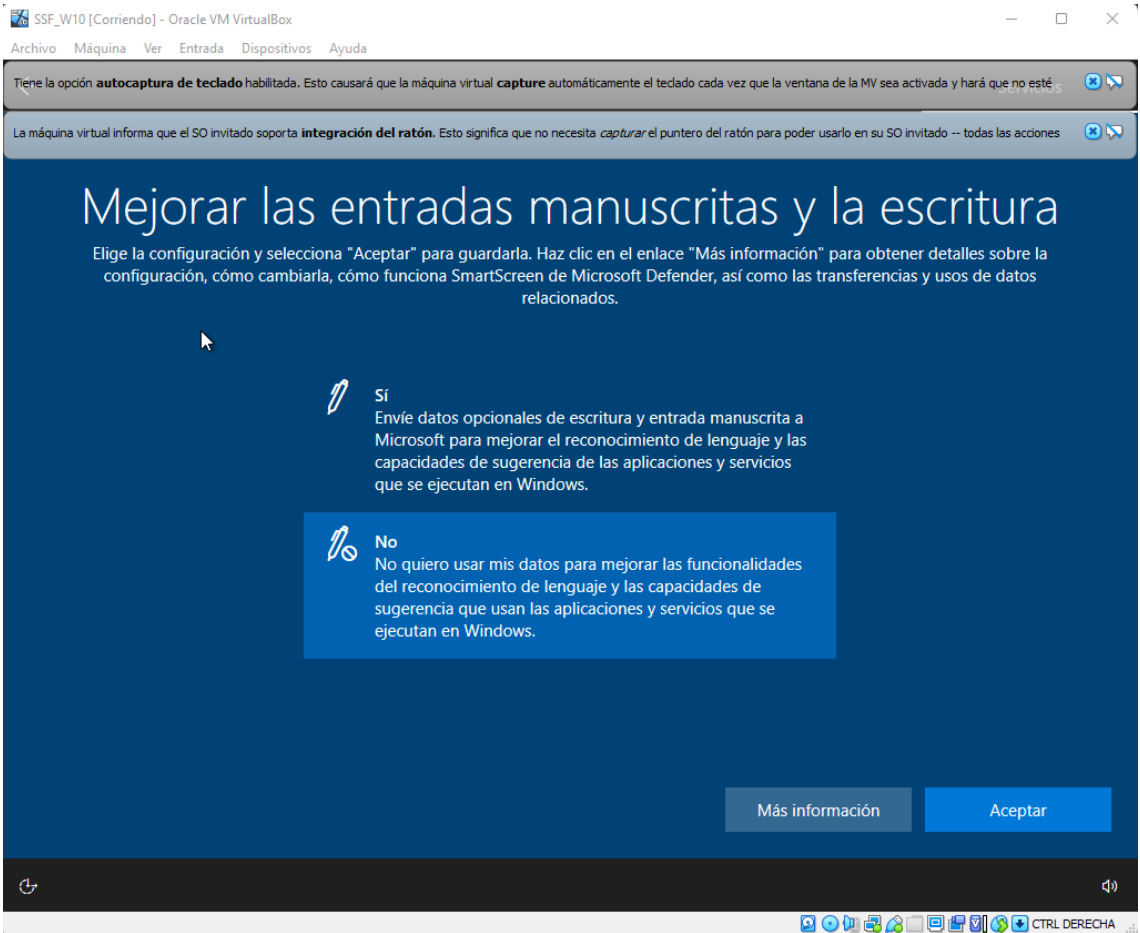 SSF_W10 [Corriendo] - Oracle VM VirtualBox
Archivo Máquina Ver Entrada Dispositivos Ayuda
Tiene la opción autocaptura de teclado habilitada. Esto causará que la máquina virtual capture automáticamente el teclado cada vez que la ventana de la MV sea activada y hará que no esté
Servicios
La máquina virtual informa que el SO invitado soporta integración del ratón. Esto significa que no necesita capturar el puntero del ratón para poder usarlo en su SO invitado -- todas las acciones
Mejorar las entradas manuscritas y la escritura
Elige la configuración y selecciona "Aceptar" para guardarla. Haz clic en el enlace "Más información" para obtener detalles sobre la
configuración, cómo cambiarla, cómo funciona SmartScreen de Microsoft Defender, así como las transferencias y usos de datos
relacionados.
Sí
Envíe datos opcionales de escritura y entrada manuscrita a
Microsoft para mejorar el reconocimiento de lenguaje y las
capacidades de sugerencia de las aplicaciones y servicios
que se ejecutan en Windows.
No
No quiero usar mis datos para mejorar las funcionalidades
del reconocimiento de lenguaje y las capacidades de
sugerencia que usan las aplicaciones y servicios que se
ejecutan en Windows.
Más información
Aceptar
CTRL DERECHA